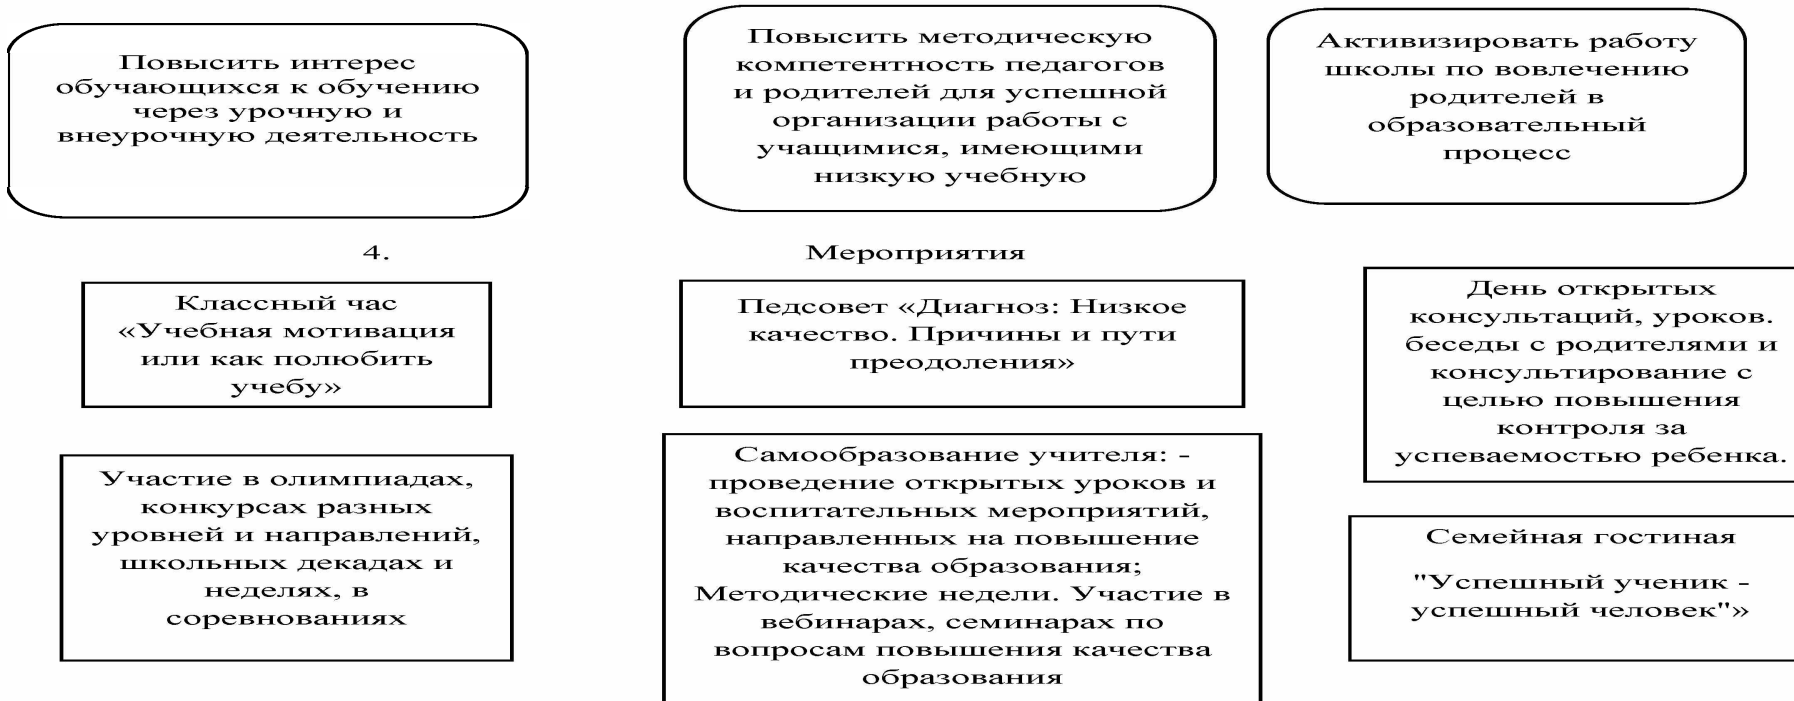 Повысить интерес
обучающихся к обучению
через урочную и
внеурочную деятельность
Повысить методическую
компетентность педагогов
и родителей для успешной
организации работы с
учащимися, имеющими
низкую учебную
Активизировать работу
школы по вовлечению
родителей в
образовательный
процесс
4. Мероприятия
Классный час
«Учебная мотивация
или как полюбить
учебу»
Педсовет «Диагноз: Низкое
качество. Причины и пути
преодоления»
День открытых
консультаций, уроков.
беседы с родителями и
консультирование с
целью повышения
контроля за
успеваемостью ребенка.
Участие в олимпиадах,
конкурсах разных
уровней и направлений,
школьных декадах и
неделях, в
соревнованиях
Самообразование учителя: -
проведение открытых уроков и
воспитательных мероприятий,
направленных на повышение
качества образования;
Методические недели. Участие в
вебинарах, семинарах по
вопросам повышения качества
образования
Семейная гостиная
"Успешный ученик -
успешный человек"»